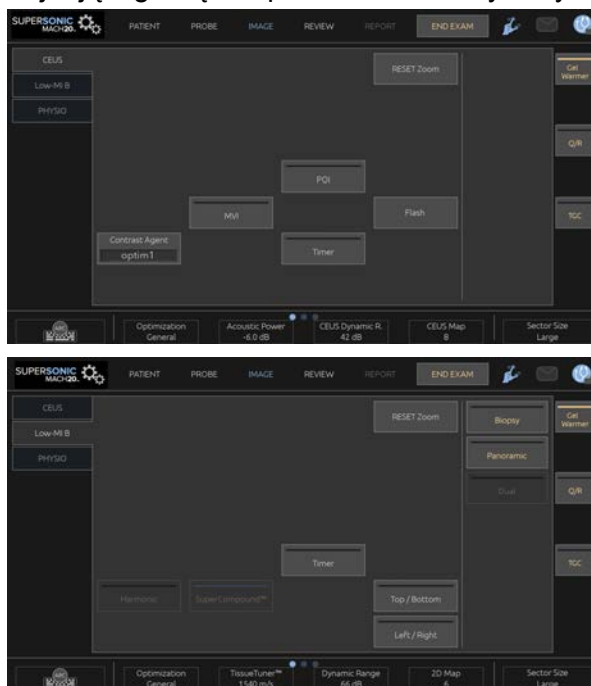 SUPERSONIC MACH20. PATIENT PROBE IMAGE REVIEW REPORT END EXAM
CEUS
RESET Zoom
Gel Warmer
Low-MI B
PHYSIO
Q/R
PQI
MVI
Flash
TGC
Contrast Agent
optim1
Timer
ABC
Optimization General
Acoustic Power -6.0 dB
CEUS Dynamic R. 42 dB
CEUS Map 8
Sector Size Large
SUPERSONIC MACH20. PATIENT PROBE IMAGE REVIEW REPORT END EXAM
CEUS
RESET Zoom
Biopsy
Gel Warmer
Low-MI B
PHYSIO
Panoramic
Dual
Q/R
Timer
TGC
Harmonic
SuperCompound™
Top / Bottom
Left / Right
Optimization General
TissueTuner™ 1540 m/s
Dynamic Range 66 dB
2D Map 6
Sector Size Large